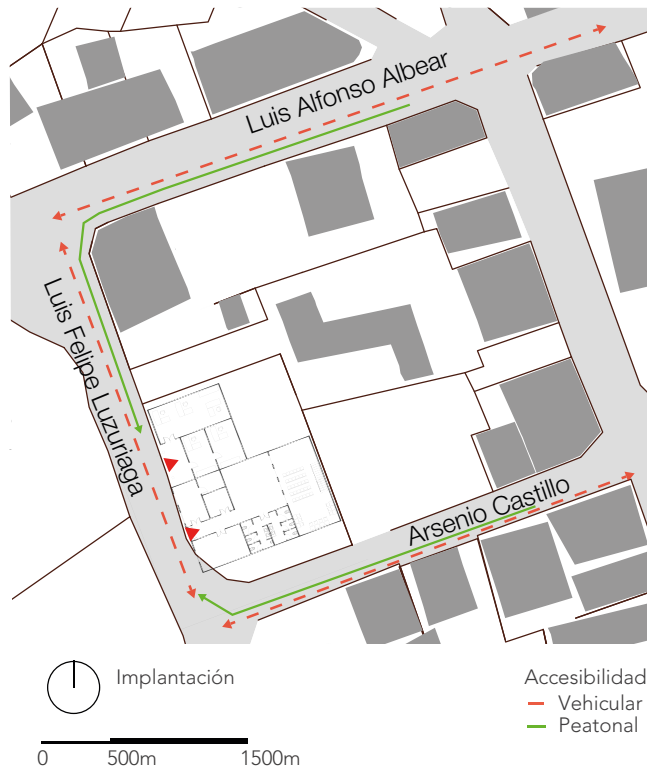 Luis Alfonso Albear
Luis Felipe Luzuriaga
Arsenio Castillo
Implantación
0 500m 1500m
Accesibilidad
Vehicular
Peatonal